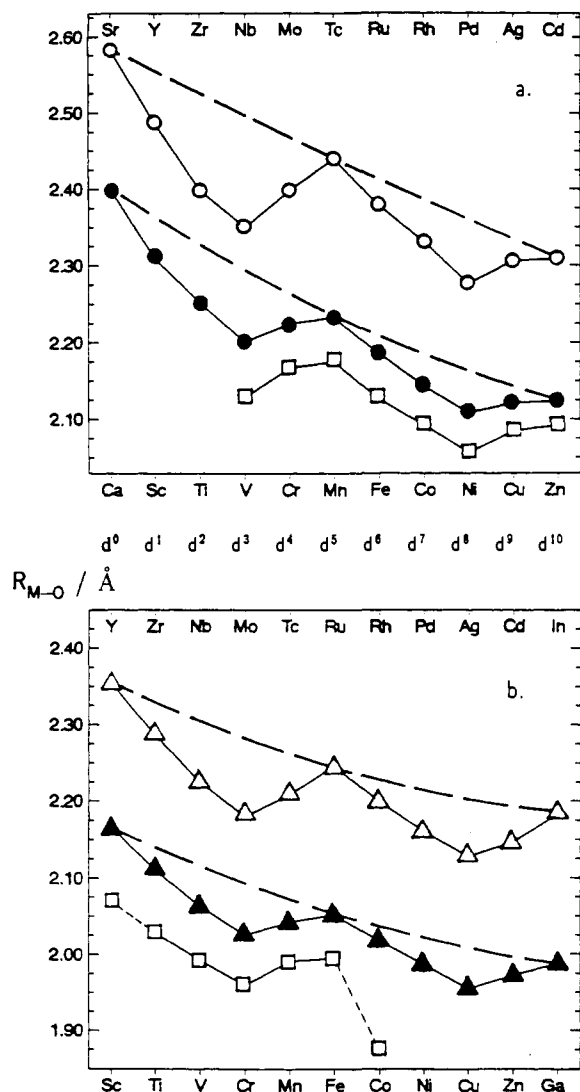 Sr Y Zr Nb Mo Tc Ru Rh Pd Ag Cd
a.
2.60
2.50
2.40
2.30
2.20
2.10
Ca Sc Ti V Cr Mn Fe Co Ni Cu Zn
d⁰ d¹ d² d³ d⁴ d⁵ d⁶ d⁷ d⁸ d⁹ d¹⁰
R_M–O / Å
Y Zr Nb Mo Tc Ru Rh Pd Ag Cd In
b.
2.40
2.30
2.20
2.10
2.00
1.90
Sc Ti V Cr Mn Fe Co Ni Cu Zn Ga